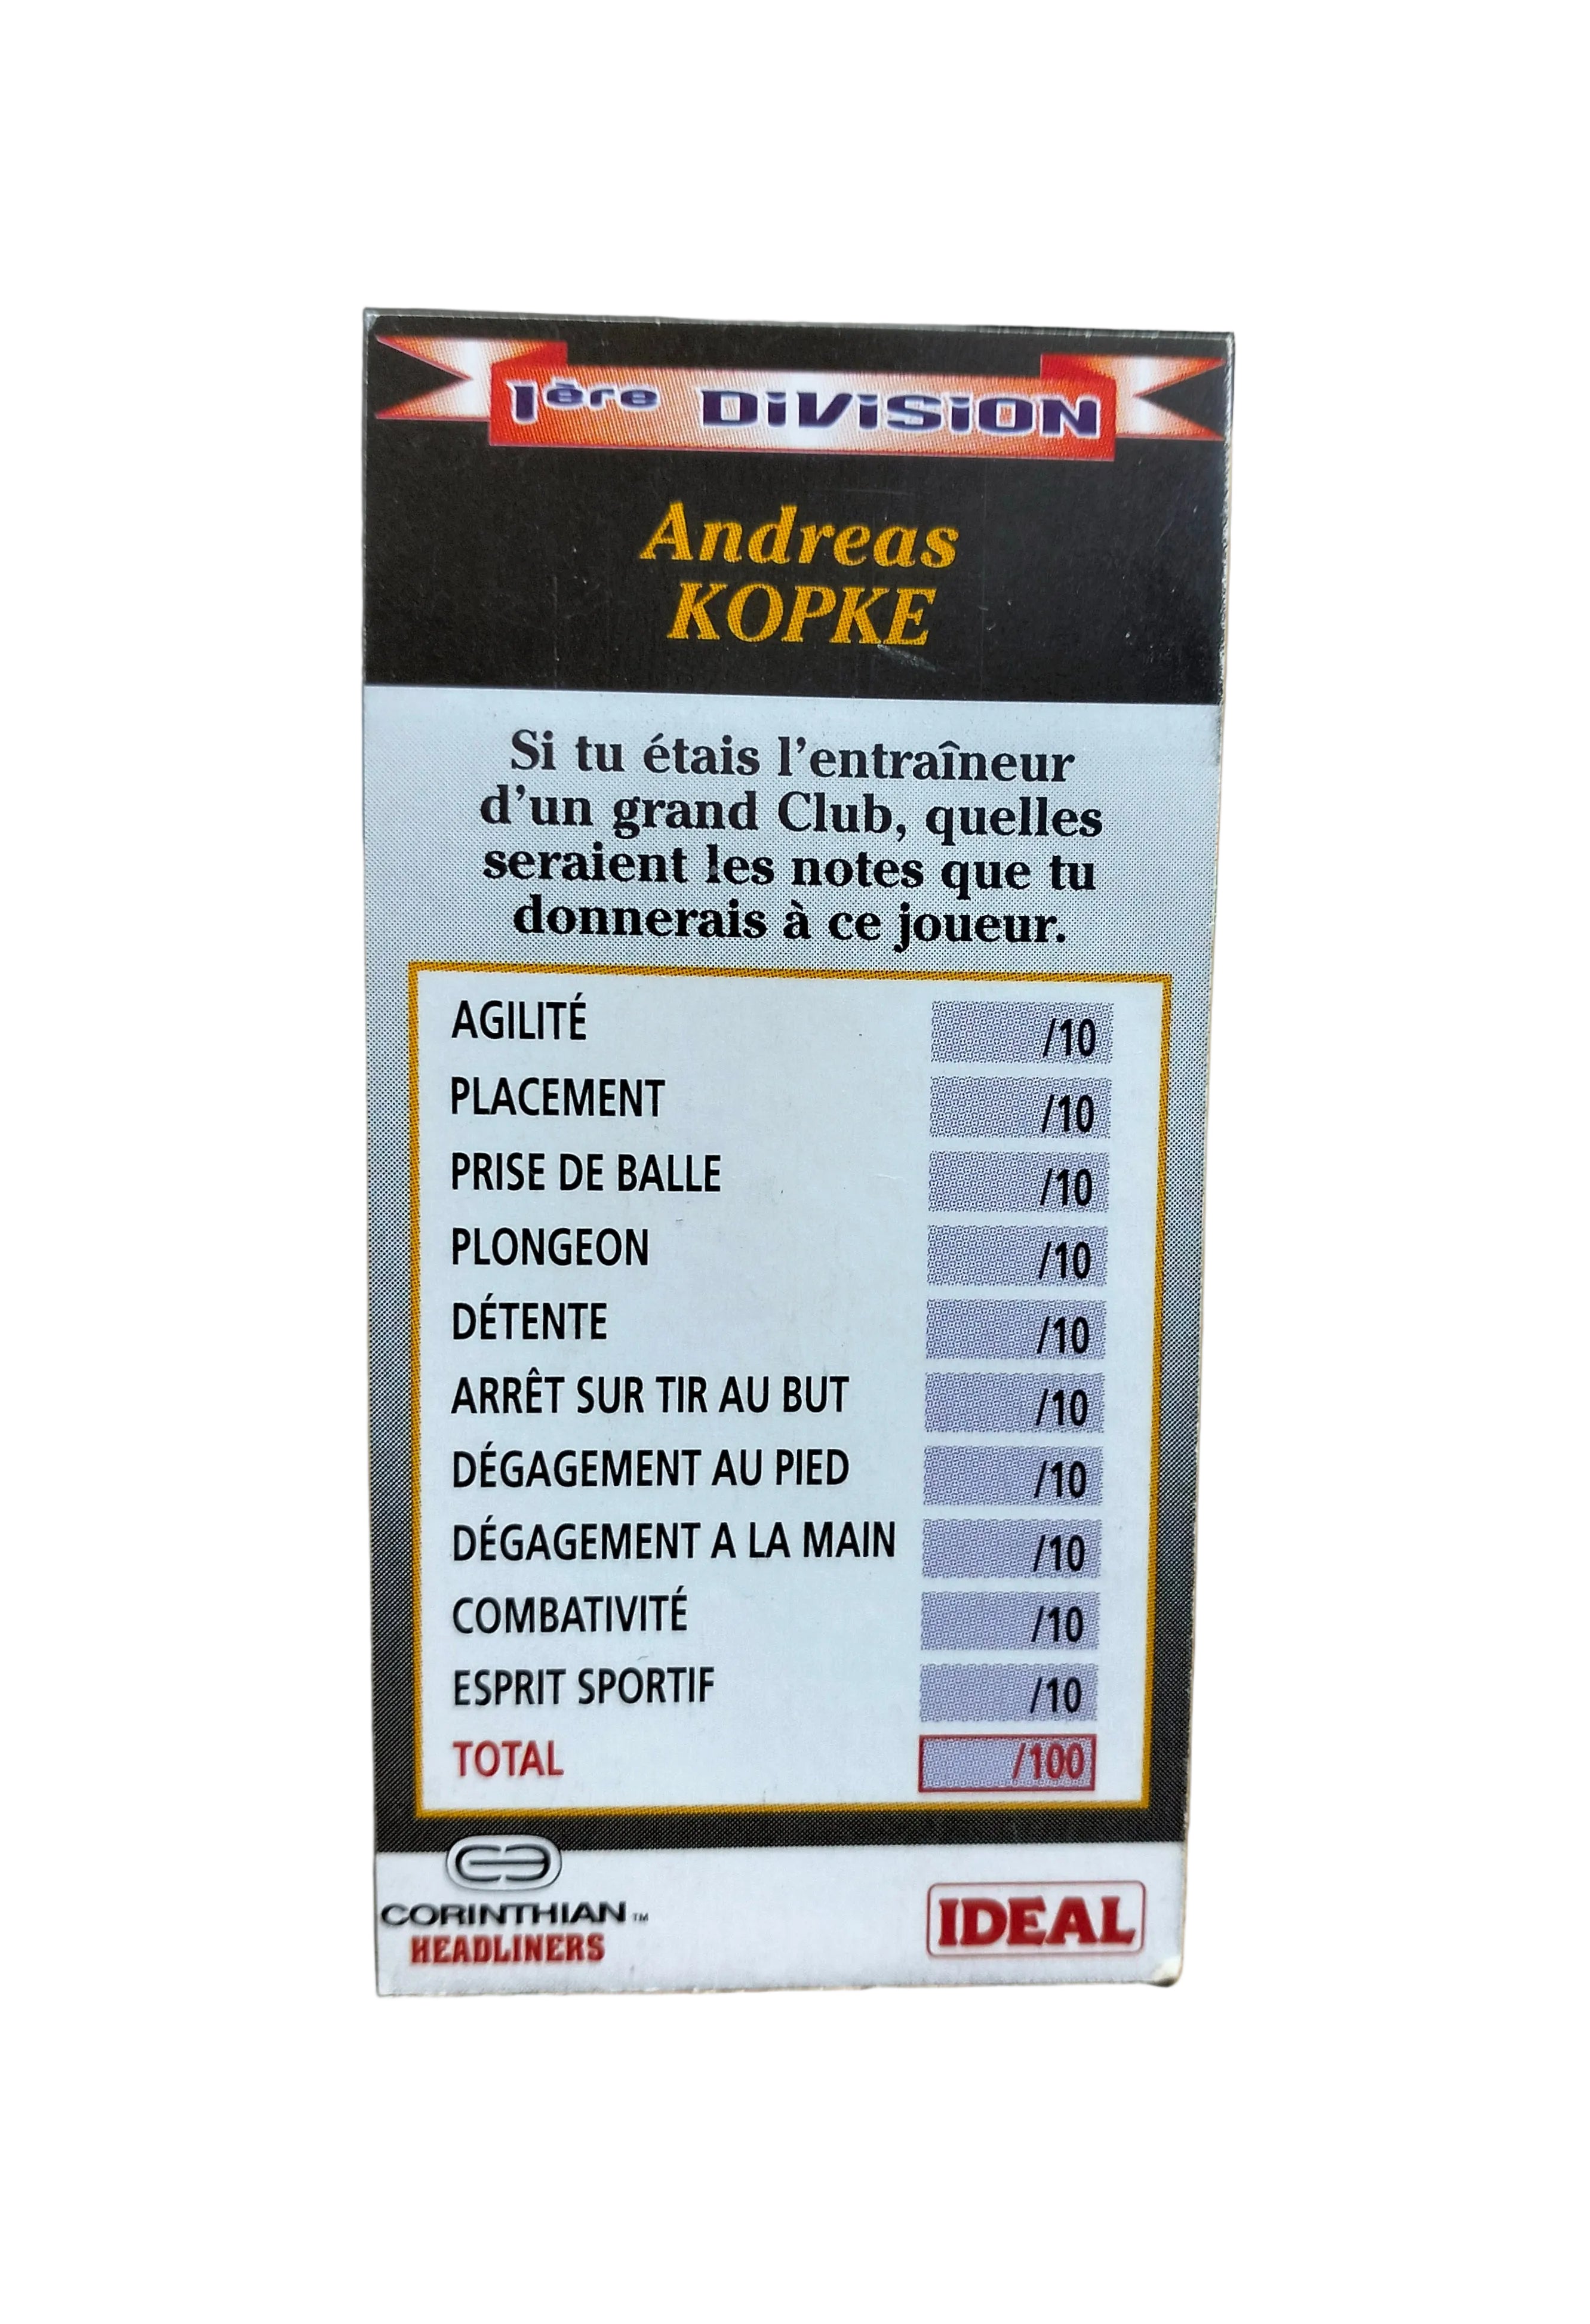 1ère DiViSiON
Andreas
KOPKE
Si tu étais l'entraîneur
d'un grand Club, quelles
seraient les notes que tu
donnerais à ce joueur.
AGILITÉ /10
PLACEMENT /10
PRISE DE BALLE /10
PLONGEON /10
DÉTENTE /10
ARRÊT SUR TIR AU BUT /10
DÉGAGEMENT AU PIED /10
DÉGAGEMENT A LA MAIN /10
COMBATIVITÉ /10
ESPRIT SPORTIF /10
TOTAL /100
CORINTHIAN™
HEADLINERS
IDEAL